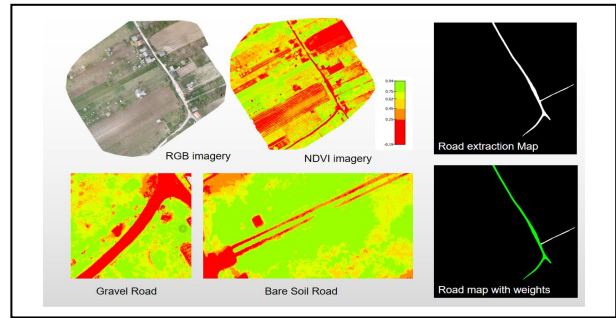 RGB imagery
NDVI imagery
Road extraction Map
Gravel Road
Bare Soil Road
Road map with weights